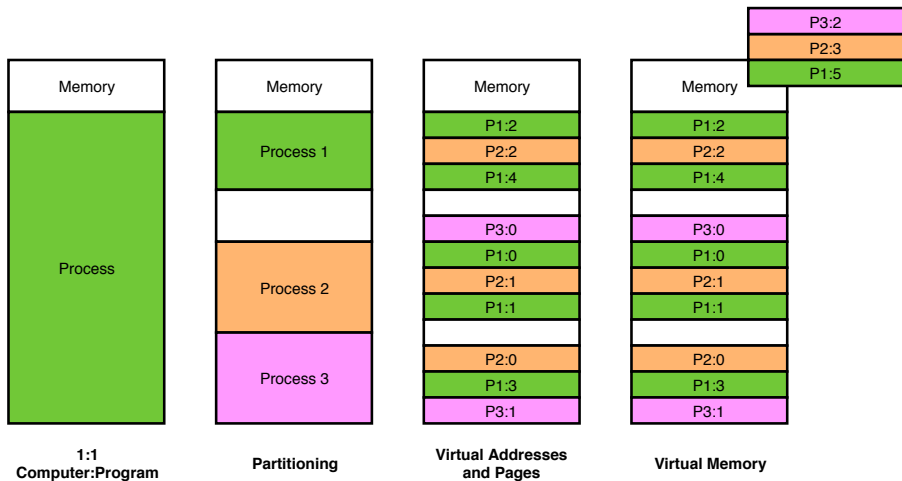 P3:2
P2:3
P1:5
Memory
Process
1:1
Computer:Program
Memory
Process 1
Process 2
Process 3
Partitioning
P1:2
P2:2
P1:4
P3:0
P1:0
P2:1
P1:1
P2:0
P1:3
P3:1
Virtual Addresses
and Pages
Memory
Memory
P1:2
P2:2
P1:4
P3:0
P1:0
P2:1
P1:1
P2:0
P1:3
P3:1
Virtual Memory